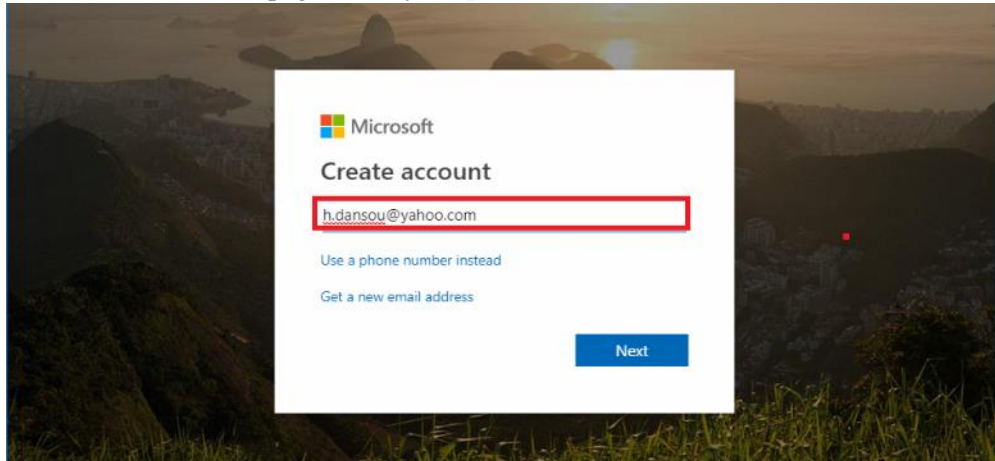 Microsoft
Create account
h.dansou@yahoo.com
Use a phone number instead
Get a new email address
Next